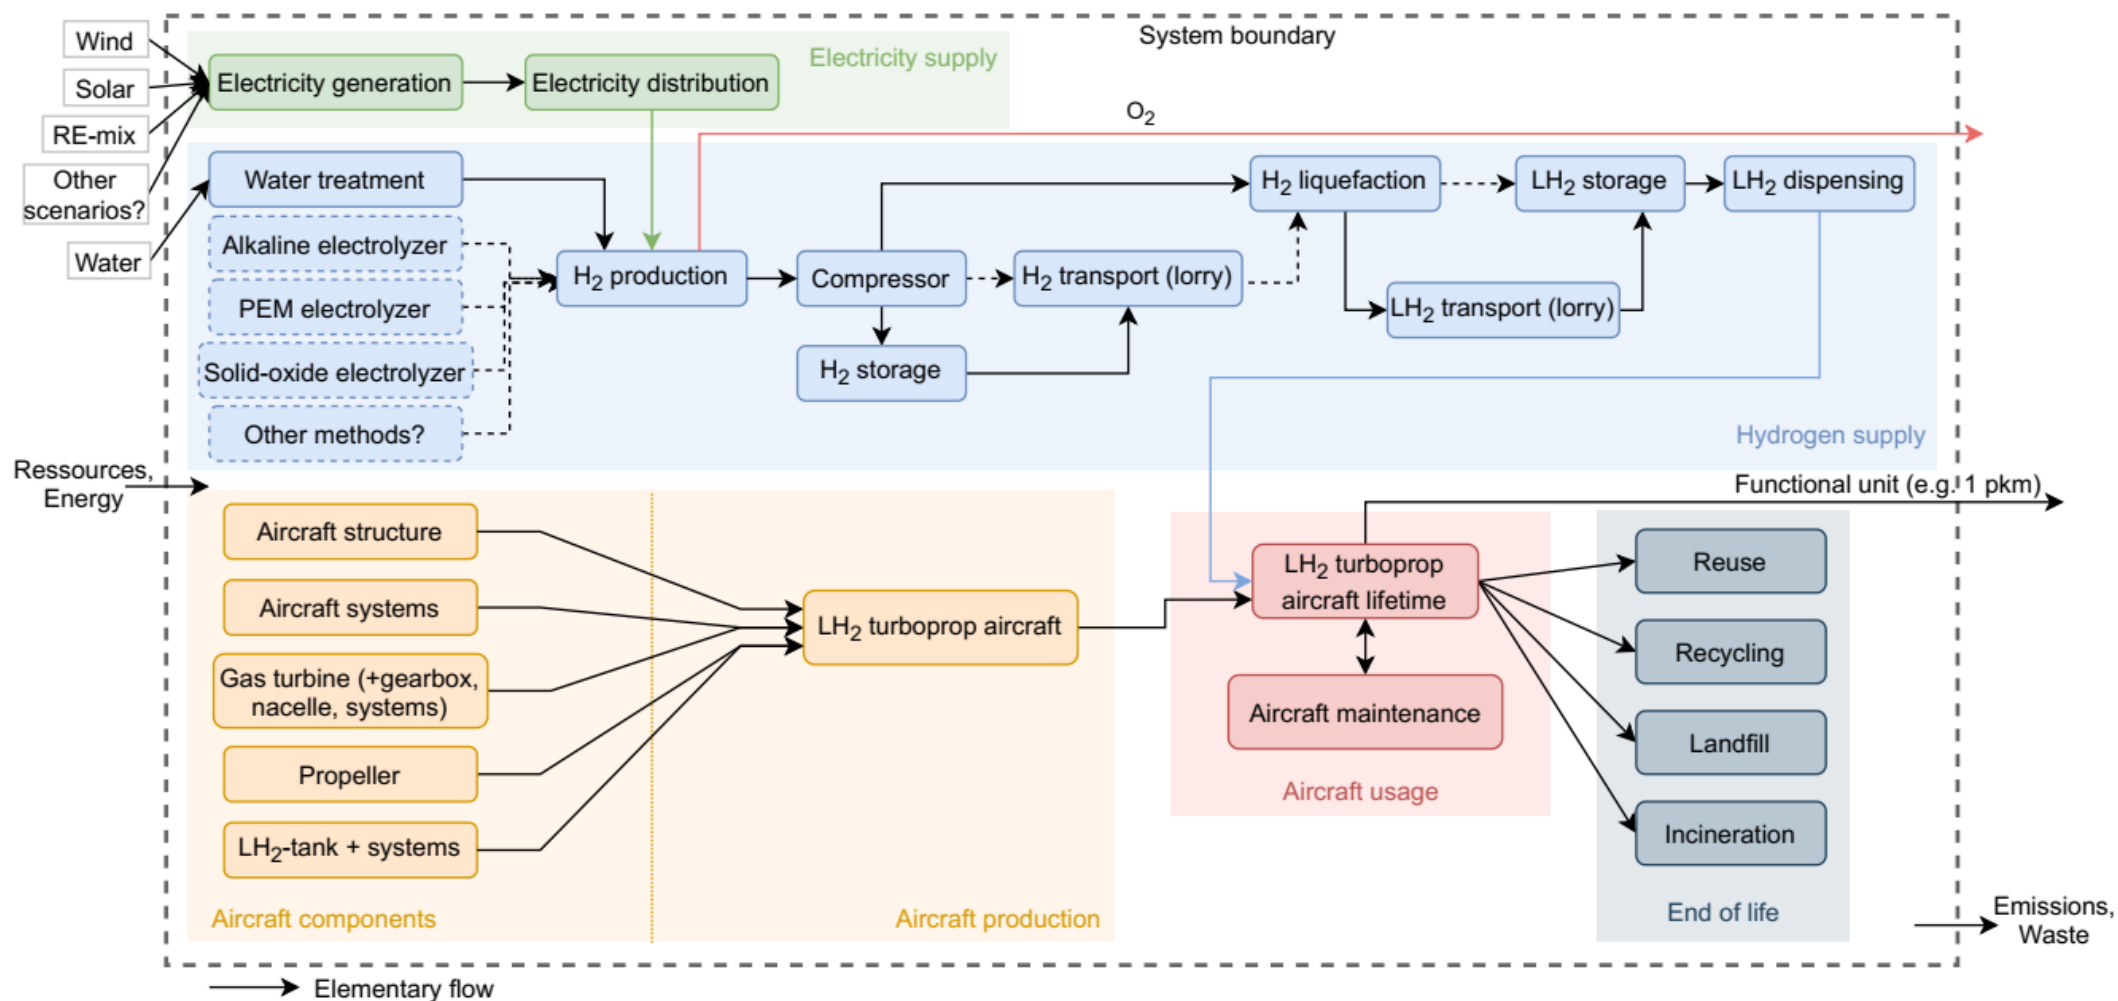 System boundary
Wind
Solar
RE-mix
Other
scenarios?
Water
Electricity generation
Electricity distribution
Electricity supply
O₂
Water treatment
Alkaline electrolyzer
PEM electrolyzer
Solid-oxide electrolyzer
Other methods?
H₂ production
Compressor
H₂ storage
H₂ transport (lorry)
H₂ liquefaction
LH₂ transport (lorry)
LH₂ storage
LH₂ dispensing
Hydrogen supply
Ressources,
Energy
Functional unit (e.g. 1 pkm)
Aircraft structure
Aircraft systems
Gas turbine (+gearbox,
nacelle, systems)
Propeller
LH₂-tank + systems
Aircraft components
LH₂ turboprop aircraft
Aircraft production
LH₂ turboprop
aircraft lifetime
Aircraft maintenance
Aircraft usage
Reuse
Recycling
Landfill
Incineration
End of life
Emissions,
Waste
Elementary flow